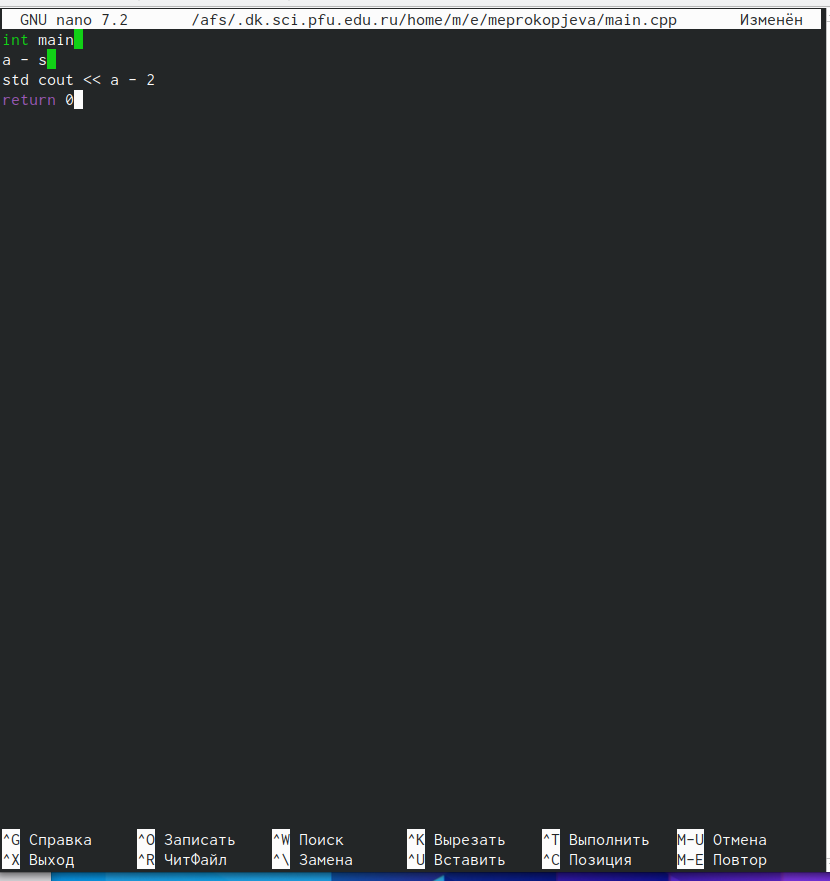 GNU nano 7.2 /afs/.dk.sci.pfu.edu.ru/home/m/e/meprokopjeva/main.cpp Изменён
int main
a - s
std cout << a - 2
return 0
^G Справка ^O Записать ^W Поиск ^K Вырезать ^T Выполнить M-U Отмена
^X Выход ^R ЧитФайл ^\ Замена ^U Вставить ^C Позиция M-E Повтор